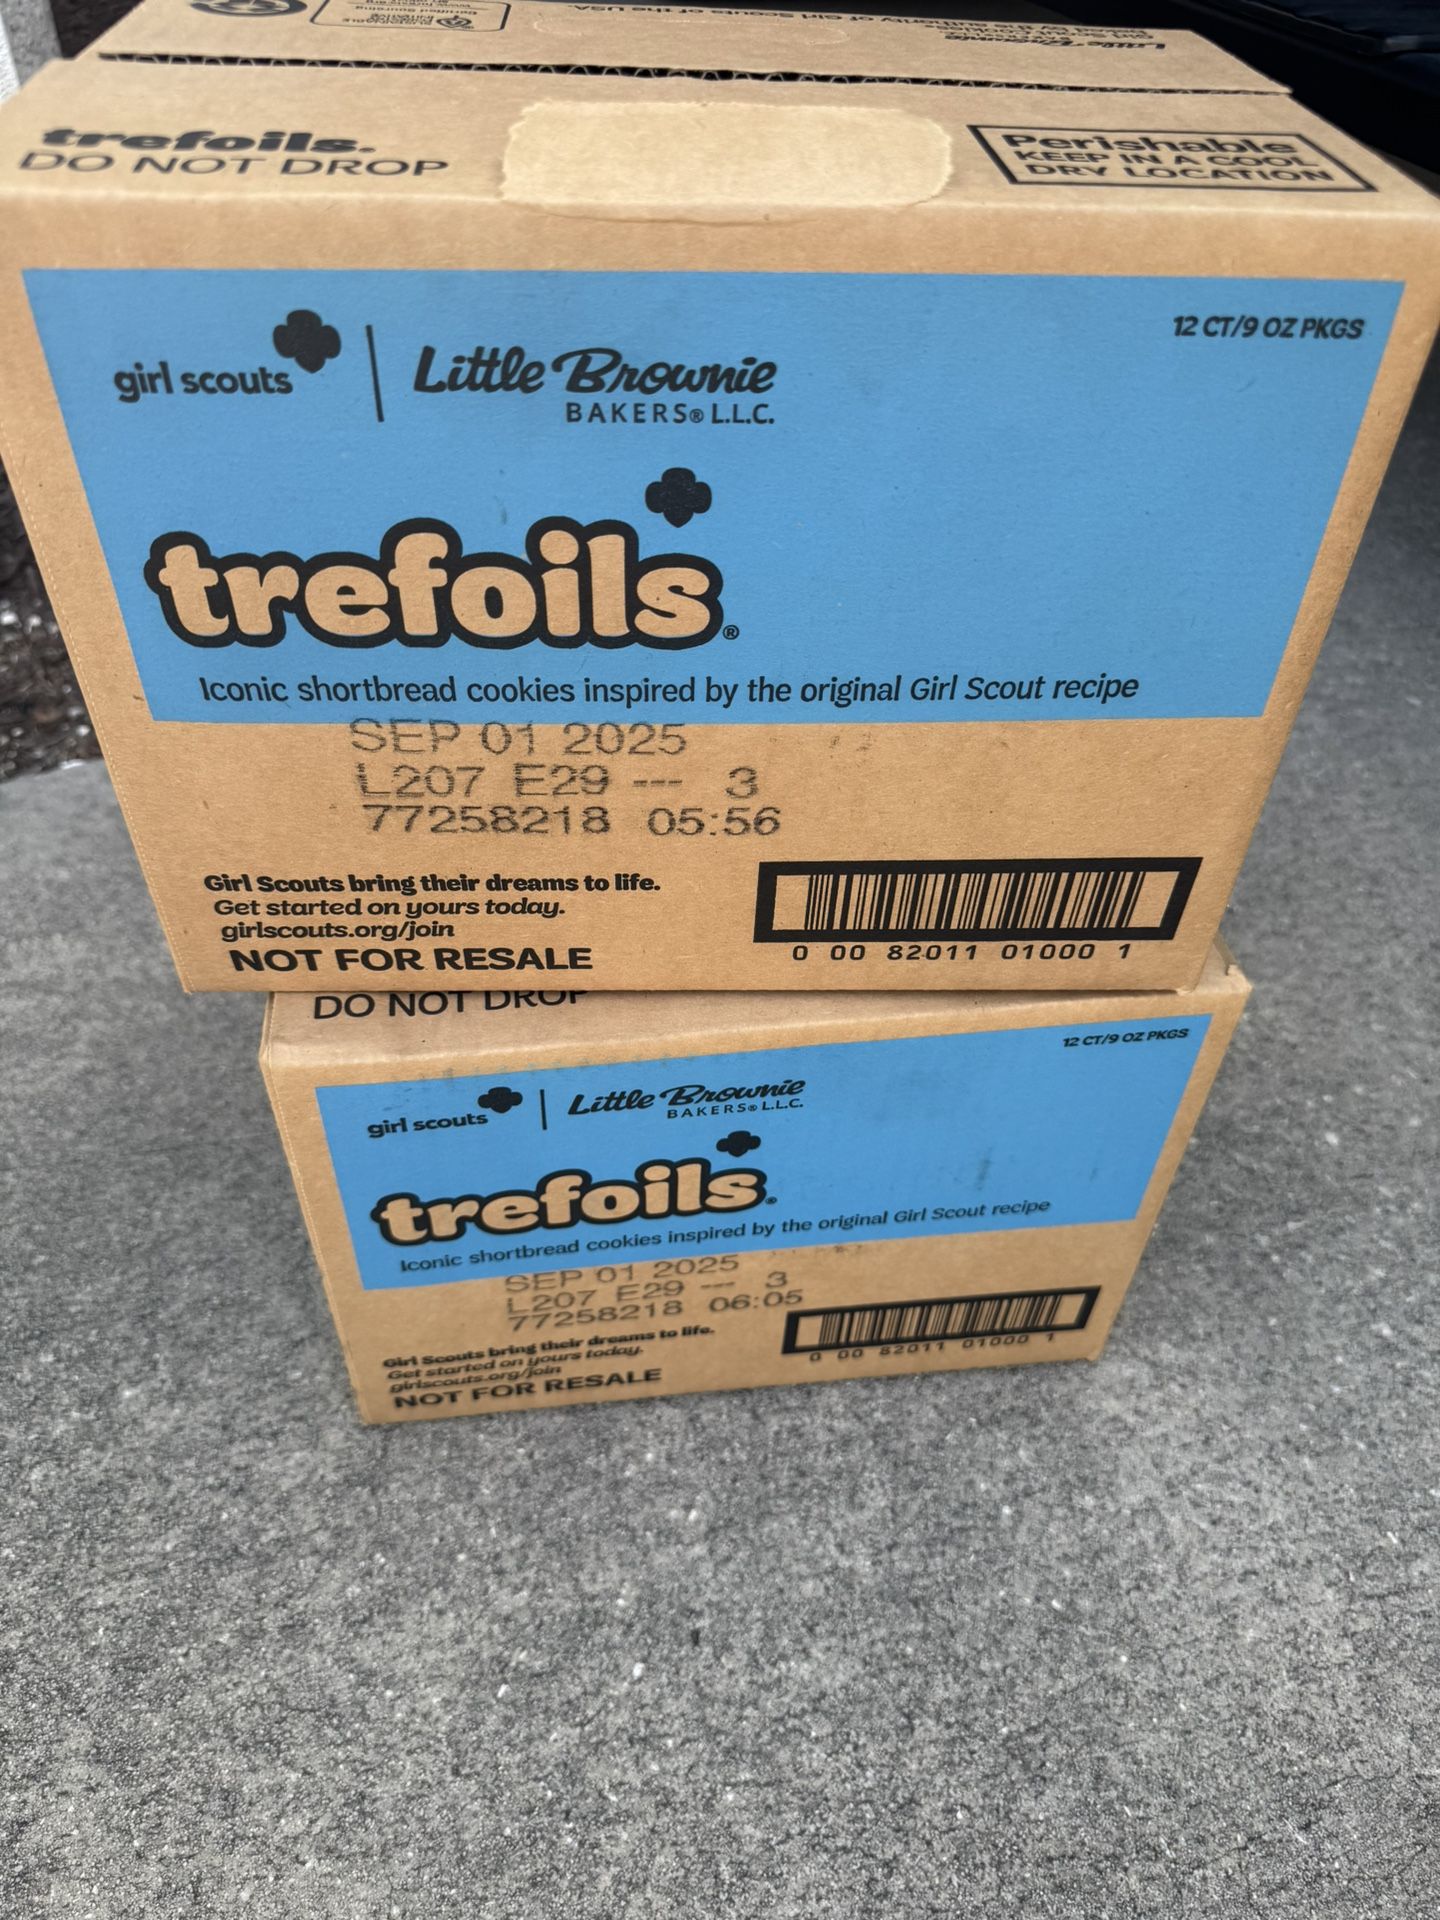 Little Brownie
trefoils.
DO NOT DROP
Perishable
KEEP IN A COOL
DRY LOCATION
12 CT/9 OZ PKGS
girl scouts
Little Brownie
BAKERS® L.L.C.
trefoils®
Iconic shortbread cookies inspired by the original Girl Scout recipe
SEP 01 2025
L207 E29 --- 3
77258218 05:56
Girl Scouts bring their dreams to life.
Get started on yours today.
girlscouts.org/join
NOT FOR RESALE
0 00 82011 01000 1
DO NOT DROP
12 CT/9 OZ PKGS
girl scouts
Little Brownie
BAKERS® L.L.C.
trefoils®
Iconic shortbread cookies inspired by the original Girl Scout recipe
SEP 01 2025
L207 E29 --- 3
77258218 06:05
Girl Scouts bring their dreams to life.
Get started on yours today.
girlscouts.org/join
NOT FOR RESALE
0 00 82011 01000 1